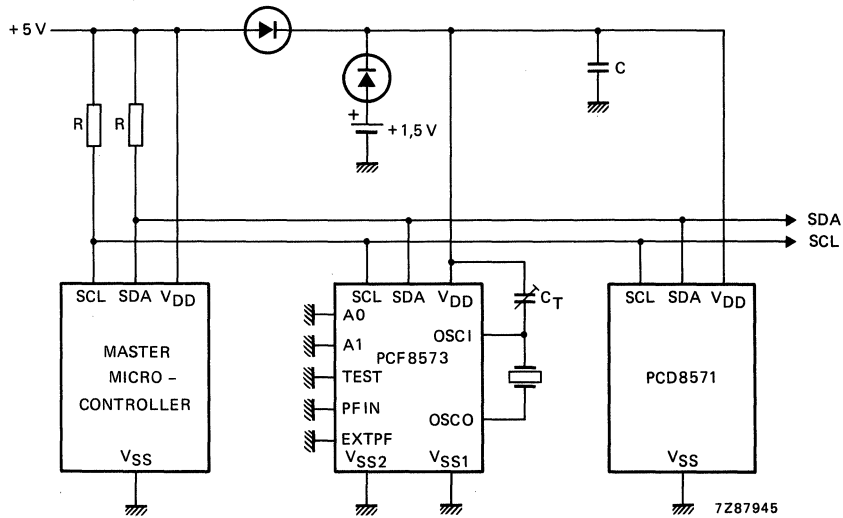 +5V
C
R
R
+
+1,5 V
SDA
SCL
SCL SDA VDD
SCL SDA VDD
CT
SCL SDA VDD
A0
OSCI
A1
PCF8573
MASTER
MICRO -
CONTROLLER
TEST
PCD8571
PFIN
OSCO
EXTPF
VSS
VSS2
VSS1
VSS
7Z87945